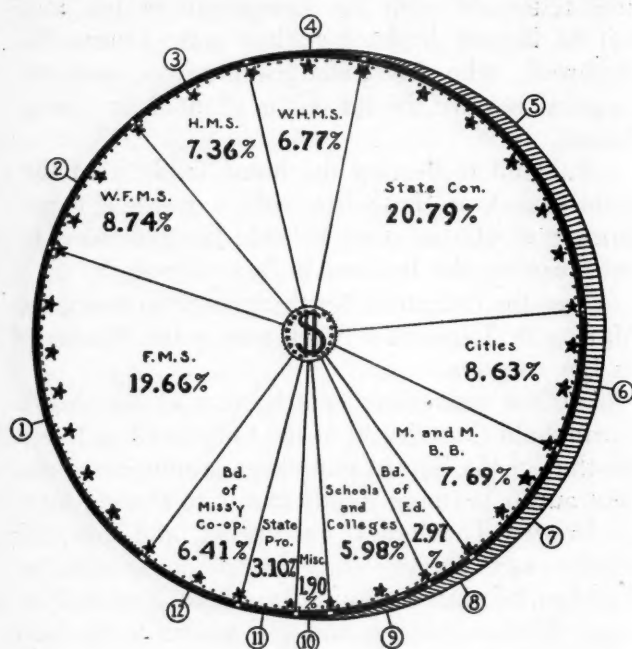 ④
③
⑤
W.H.M.S.
6.77%
H.M.S.
7.36%
②
W.F.M.S.
8.74%
State Con.
20.79%
$
F.M.S.
19.66%
Cities
8.63%
⑥
①
M. and M.
B. B.
7.69%
⑦
Bd.
of
Miss'y
Co-op.
6.41%
State
Pro.
3.10%
Misc.
1.90
%
Schools
and
Colleges
5.98%
Bd.
of
Ed.
2.97
%
⑫
⑪
⑩
⑨
⑧